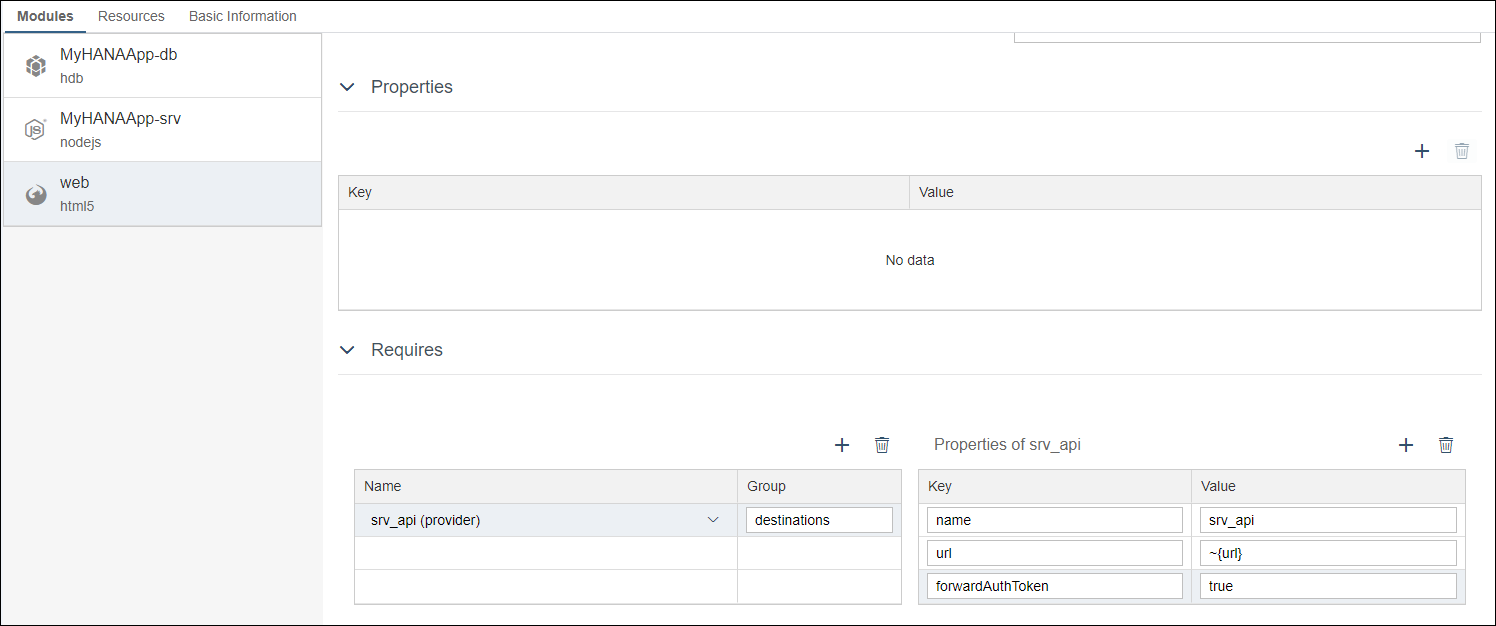 Modules Resources Basic Information
MyHANAApp-db
hdb
MyHANAApp-srv
nodejs
web
html5
Properties
Key Value
No data
Requires
Properties of srv_api
Name Group
srv_api (provider) destinations
Key Value
name srv_api
url ~{url}
forwardAuthToken true